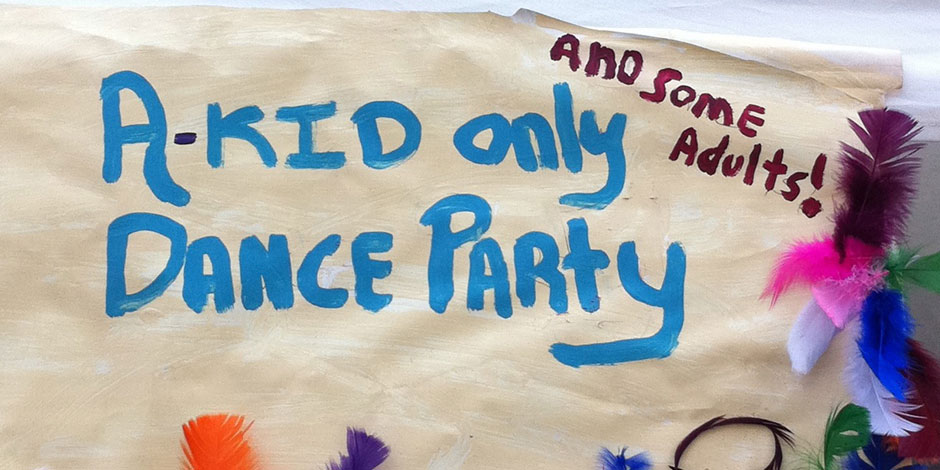 A-KID only
DANCE PARty
AND SOME
Adults!